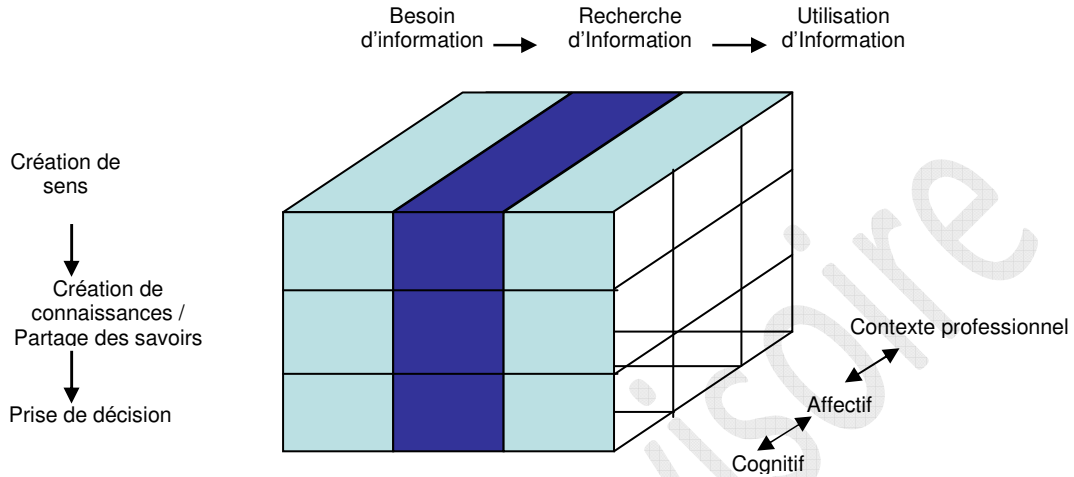 Besoin
d'information
Recherche
d'Information
Utilisation
d'Information
Création de
sens
Création de
connaissances /
Partage des savoirs
Prise de décision
Contexte professionnel
Affectif
Cognitif
visoire